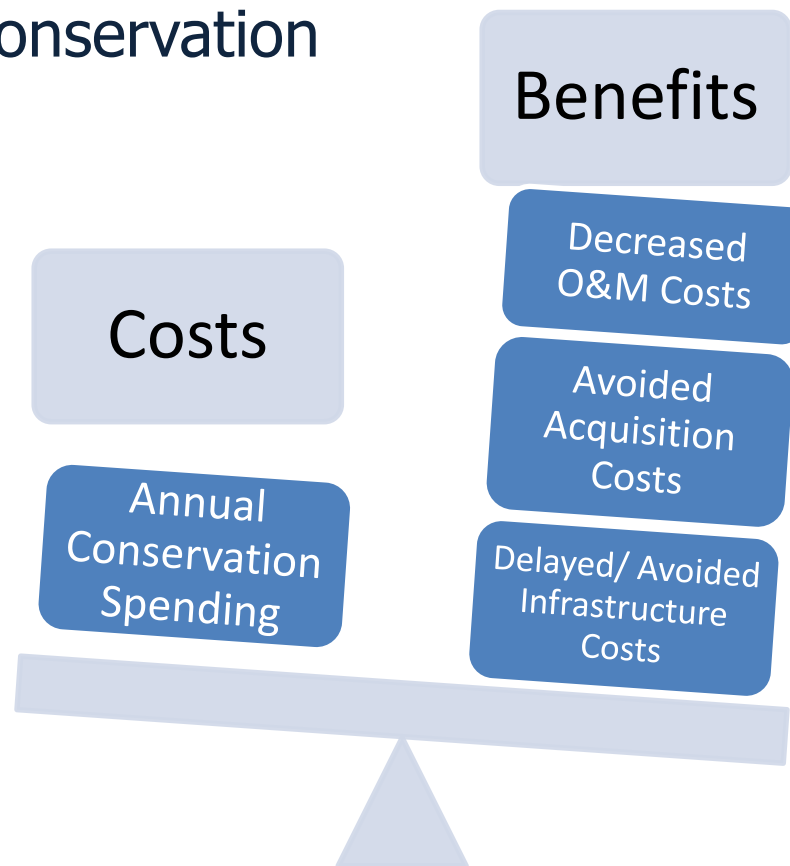 onservation
Costs
Annual
Conservation
Spending
Benefits
Decreased
O&M Costs
Avoided
Acquisition
Costs
Delayed/ Avoided
Infrastructure
Costs